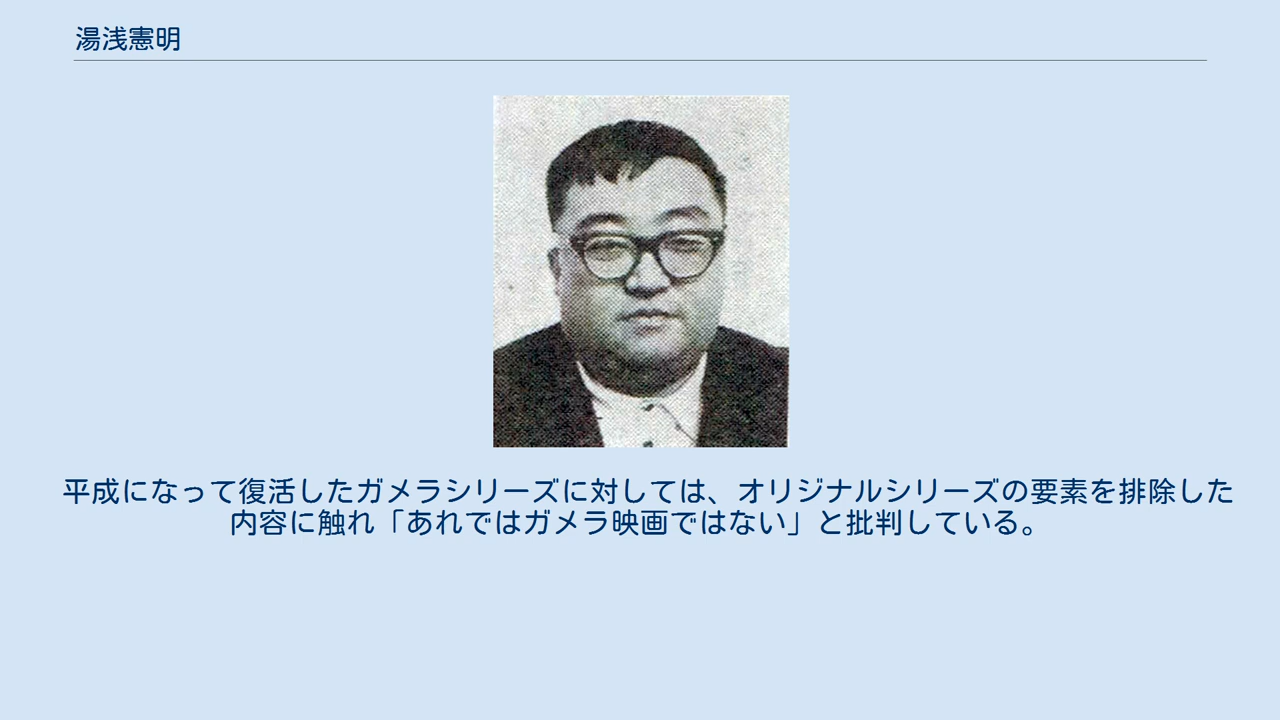 湯浅憲明
平成になって復活したガメラシリーズに対しては、オリジナルシリーズの要素を排除した
内容に触れ「あれではガメラ映画ではない」と批判している。